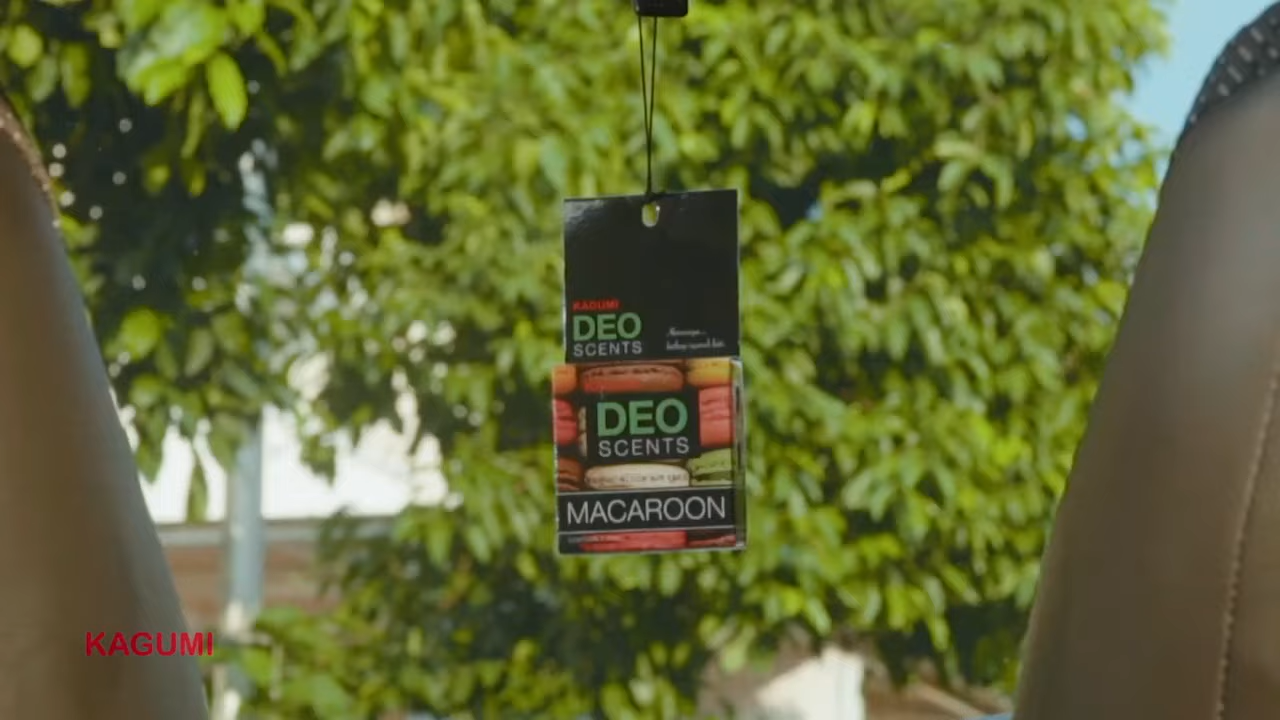 KAGUMI
DEO
SCENTS
DEO
SCENTS
MACAROON
KAGUMI